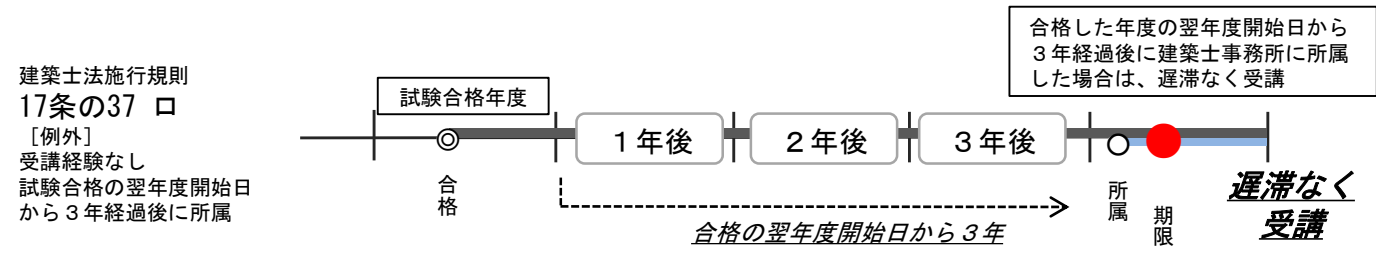 建築士法施行規則
17条の37 ロ
［例外］
受講経験なし
試験合格の翌年度開始日
から３年経過後に所属
試験合格年度
合格
１年後
２年後
３年後
合格の翌年度開始日から３年
合格した年度の翌年度開始日から
３年経過後に建築士事務所に所属
した場合は、遅滞なく受講
所属
期限
遅滞なく
受講